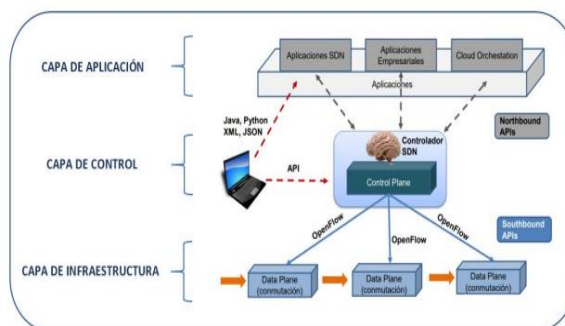 CAPA DE APLICACIÓN
Aplicaciones SDN
Aplicaciones
Empresariales
Cloud Orchestation
Aplicaciones
Java, Python
XML, JSON
Northbound
APIs
CAPA DE CONTROL
Controlador
SDN
API
Control Plane
OpenFlow
OpenFlow
OpenFlow
Southbound
APIs
CAPA DE INFRAESTRUCTURA
Data Plane
(conmutación)
Data Plane
(conmutación)
Data Plane
(conmutación)